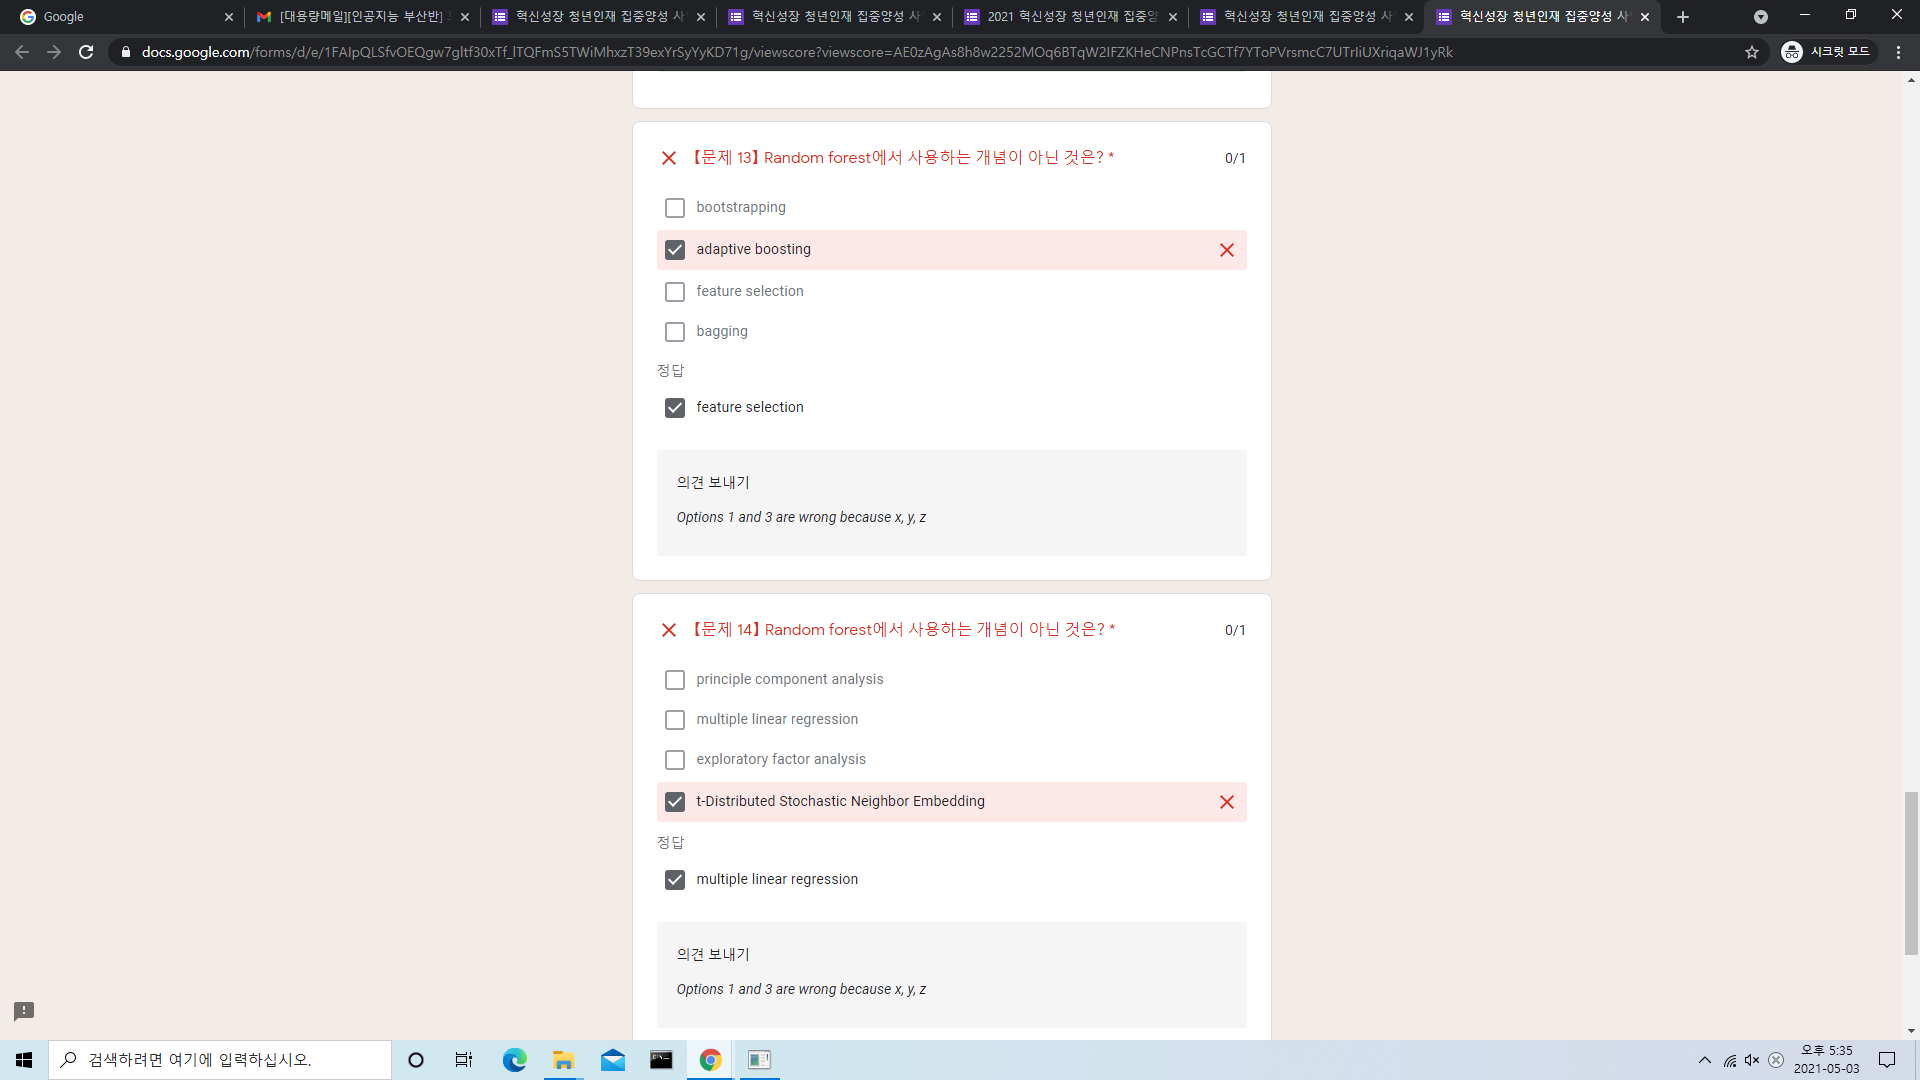 Google
[대용량메일][인공지능 부산반]
혁신성장 청년인재 집중양성 사
혁신성장 청년인재 집중양성 사
2021 혁신성장 청년인재 집중양
혁신성장 청년인재 집중양성 사
혁신성장 청년인재 집중양성 사
docs.google.com/forms/d/e/1FAIpQLSfvOEQgw7gltf30xTf_lTQFmS5TWiMhxzT39exYrSyYyKD71g/viewscore?viewscore=AE0zAgAs8h8w2252MOq6BTqW2IFZKHeCNPnsTcGCTf7YToPVrsmcC7UTrIiUXriqaWJ1yRk
시크릿 모드
【문제 13】 Random forest에서 사용하는 개념이 아닌 것은? *
0/1
bootstrapping
adaptive boosting
feature selection
bagging
정답
feature selection
의견 보내기
Options 1 and 3 are wrong because x, y, z
【문제 14】 Random forest에서 사용하는 개념이 아닌 것은? *
0/1
principle component analysis
multiple linear regression
exploratory factor analysis
t-Distributed Stochastic Neighbor Embedding
정답
multiple linear regression
의견 보내기
Options 1 and 3 are wrong because x, y, z
검색하려면 여기에 입력하십시오.
오후 5:35
2021-05-03